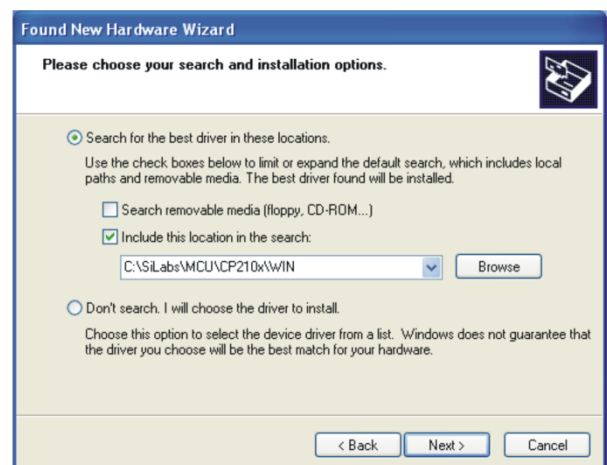 Found New Hardware Wizard
Please choose your search and installation options.
Search for the best driver in these locations.
Use the check boxes below to limit or expand the default search, which includes local
paths and removable media. The best driver found will be installed.
Search removable media (floppy, CD-ROM...)
Include this location in the search:
C:\SiLabs\MCU\CP210x\WIN
Browse
Don't search. I will choose the driver to install.
Choose this option to select the device driver from a list. Windows does not guarantee that
the driver you choose will be the best match for your hardware.
< Back Next > Cancel